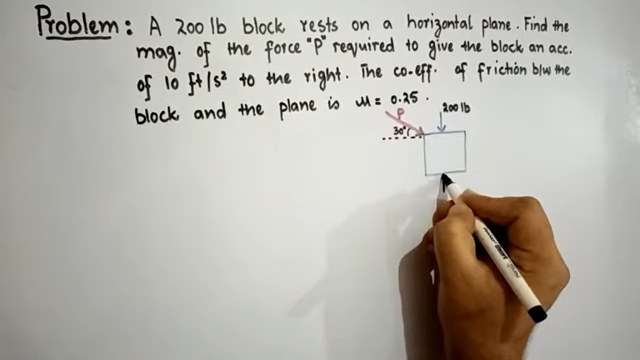 Problem: A 200 lb block rests on a horizontal plane. Find the
mag. of the force "P" required to give the block an acc.
of 10 ft/s² to the right. The co-eff. of friction b/w the
block and the plane is μ = 0.25.
200 lb
P
30°